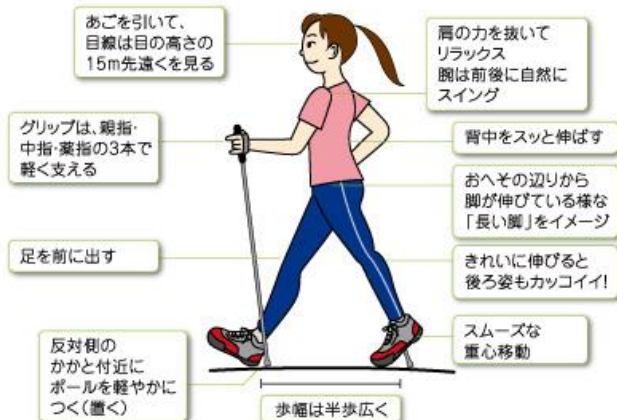 あごを引いて、
目線は目の高さの
15m先遠くを見る
グリップは、親指・
中指・薬指の3本で
軽く支える
足を前に出す
反対側の
かかと付近に
ポールを軽やかに
つく(置く)
肩の力を抜いて
リラックス
腕は前後に自然に
スイング
背中をスッと伸ばす
おへその辺りから
脚が伸びている様な
「長い脚」をイメージ
きれいに伸びると
後ろ姿もカッコイイ!
スムーズな
重心移動
歩幅は半歩広く